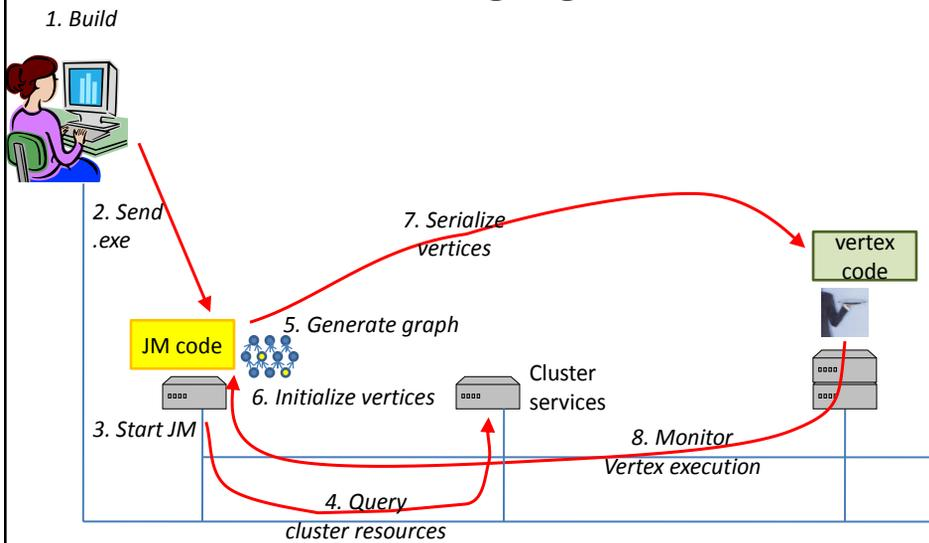 1. Build
2. Send
.exe
7. Serialize
vertices
vertex
code
5. Generate graph
JM code
6. Initialize vertices
Cluster
services
3. Start JM
8. Monitor
Vertex execution
4. Query
cluster resources